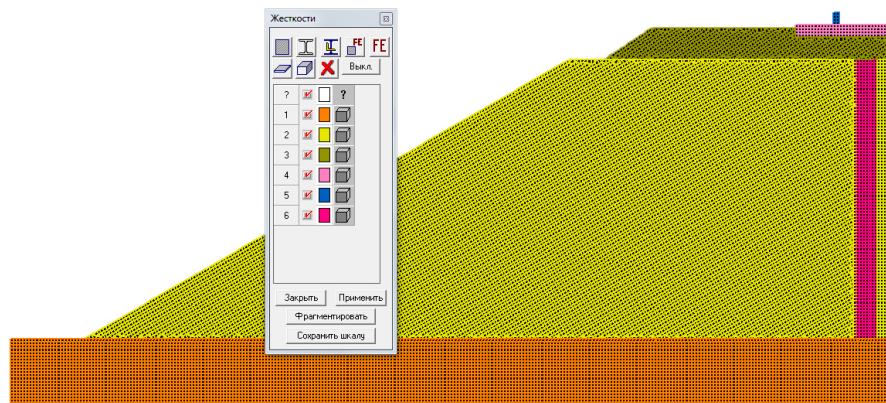 Жесткости
FE
FE
Выкл.
? ?
1
2
3
4
5
6
Закрыть Применить
Фрагментировать
Сохранить шкалу